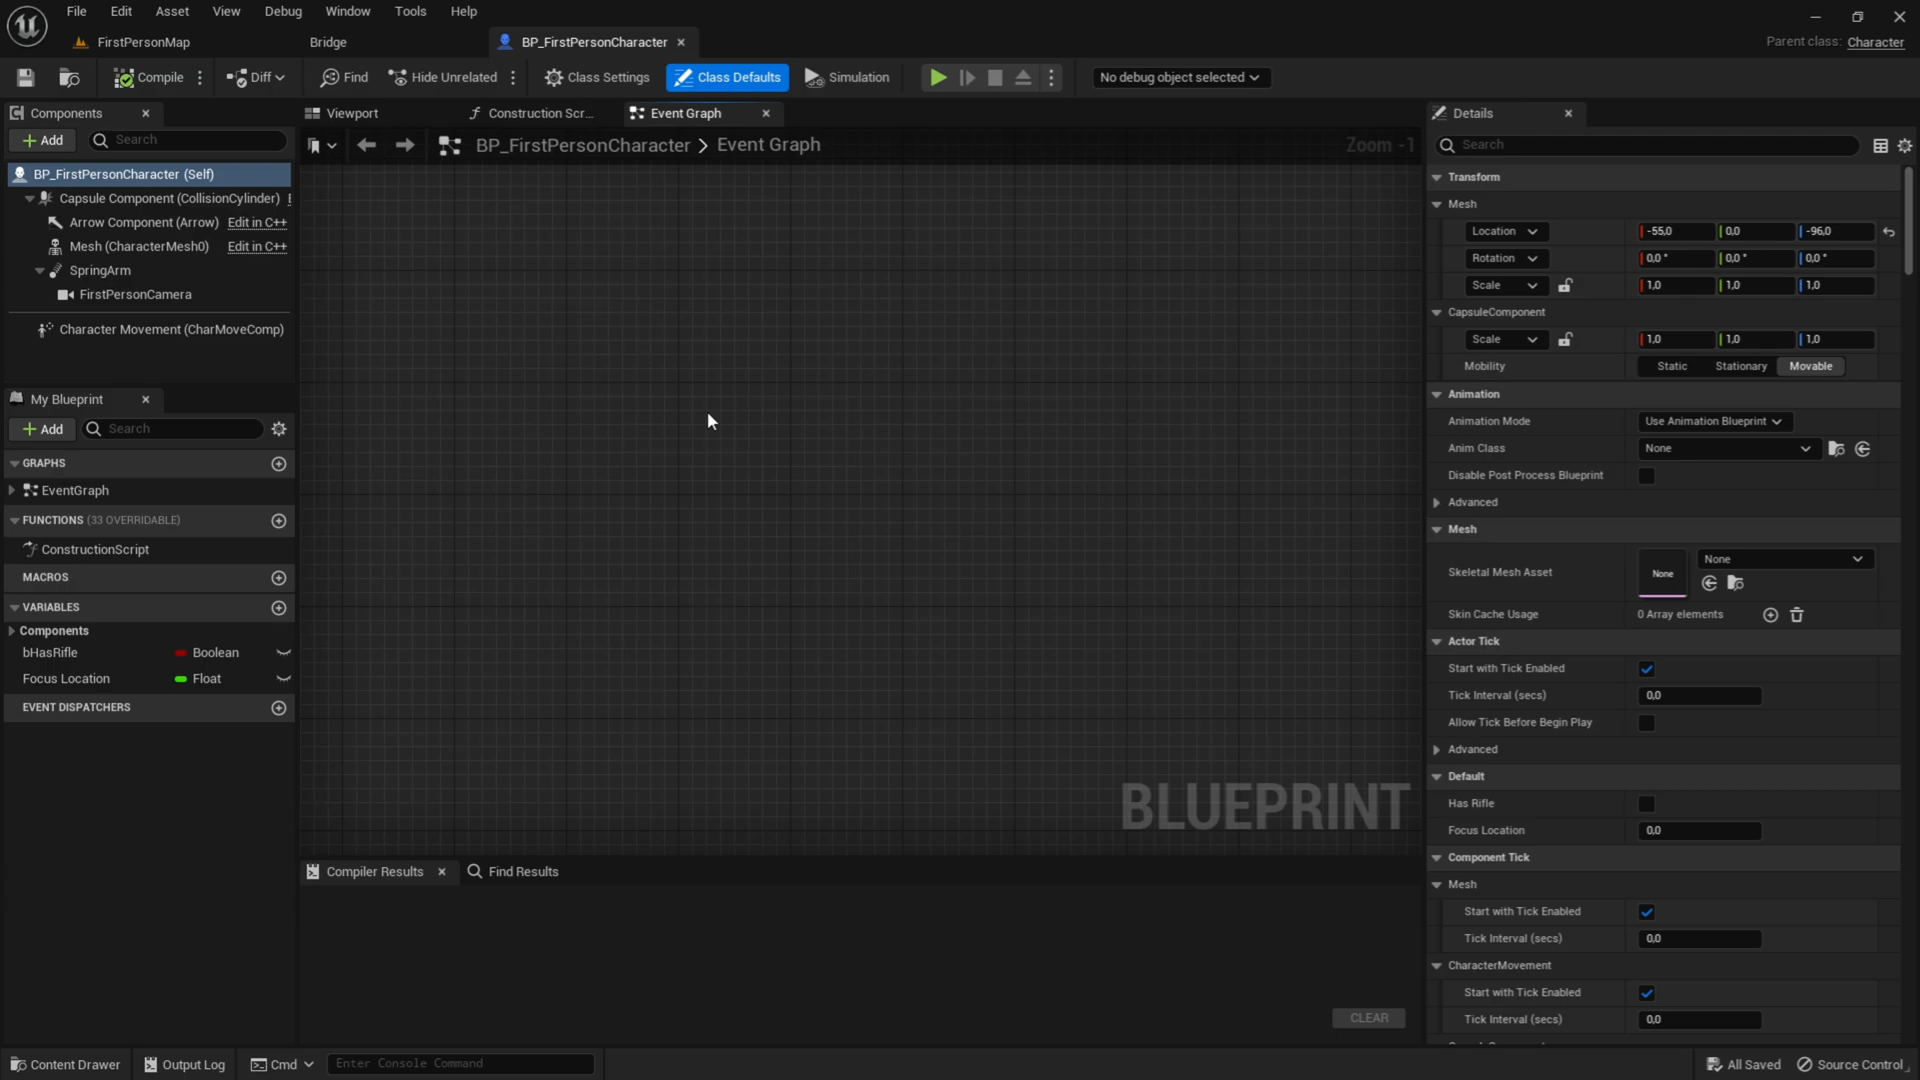 File Edit Asset View Debug Window Tools Help
FirstPersonMap Bridge BP_FirstPersonCharacter
Parent class: Character
Compile Diff Find Hide Unrelated Class Settings Class Defaults Simulation No debug object selected
Components
Add Search
BP_FirstPersonCharacter (Self)
Capsule Component (CollisionCylinder)
Arrow Component (Arrow) Edit in C++
Mesh (CharacterMesh0) Edit in C++
SpringArm
FirstPersonCamera
Character Movement (CharMoveComp)
My Blueprint
Add Search
GRAPHS
EventGraph
FUNCTIONS (33 OVERRIDABLE)
ConstructionScript
MACROS
VARIABLES
Components
bHasRifle Boolean
Focus Location Float
EVENT DISPATCHERS
Viewport Construction Scr... Event Graph
BP_FirstPersonCharacter > Event Graph Zoom -1
BLUEPRINT
Compiler Results Find Results
CLEAR
Details
Search
Transform
Mesh
Location -55,0 0,0 -96,0
Rotation 0,0 ° 0,0 ° 0,0 °
Scale 1,0 1,0 1,0
CapsuleComponent
Scale 1,0 1,0 1,0
Mobility Static Stationary Movable
Animation
Animation Mode Use Animation Blueprint
Anim Class None
Disable Post Process Blueprint
Advanced
Mesh
Skeletal Mesh Asset None None
Skin Cache Usage 0 Array elements
Actor Tick
Start with Tick Enabled
Tick Interval (secs) 0,0
Allow Tick Before Begin Play
Advanced
Default
Has Rifle
Focus Location 0,0
Component Tick
Mesh
Start with Tick Enabled
Tick Interval (secs) 0,0
CharacterMovement
Start with Tick Enabled
Tick Interval (secs) 0,0
Content Drawer Output Log Cmd Enter Console Command All Saved Source Control